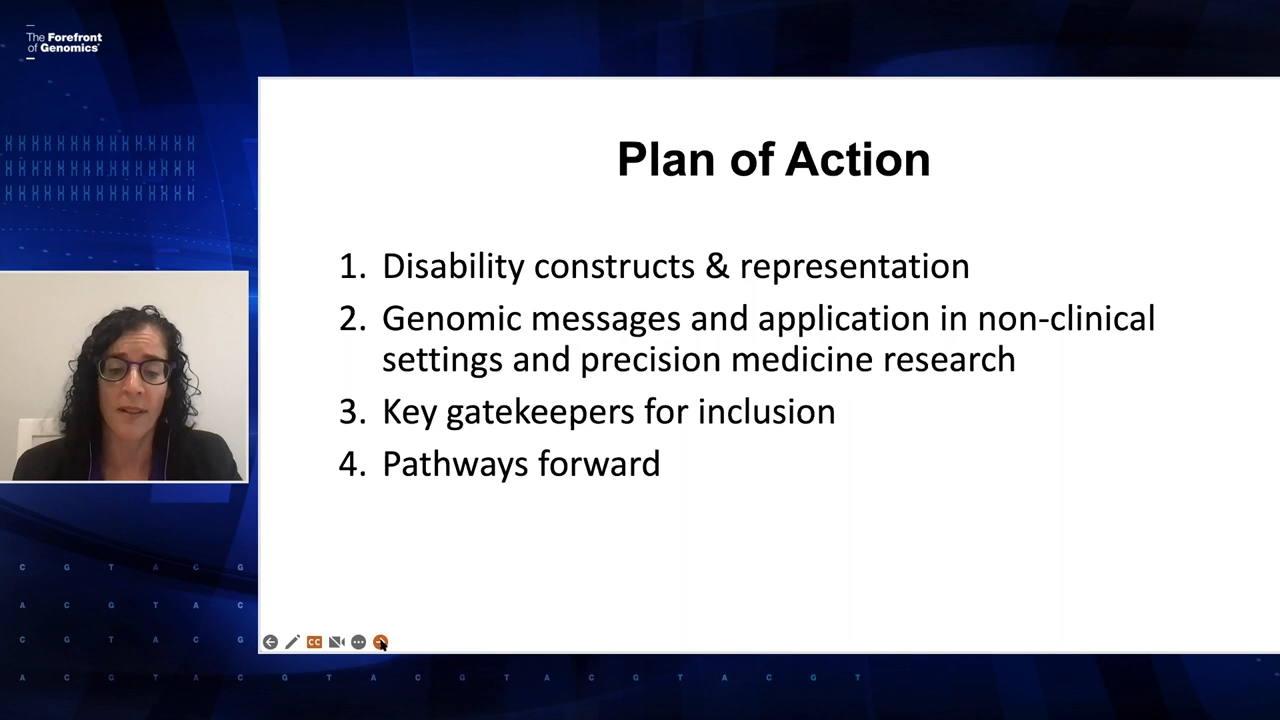 The Forefront
of Genomics®
Plan of Action
1. Disability constructs & representation
2. Genomic messages and application in non-clinical
settings and precision medicine research
3. Key gatekeepers for inclusion
4. Pathways forward
CC
C G T A C G
A C G T A C
C G T A C G
A C G T A C G T A C G T A C G T A C G T